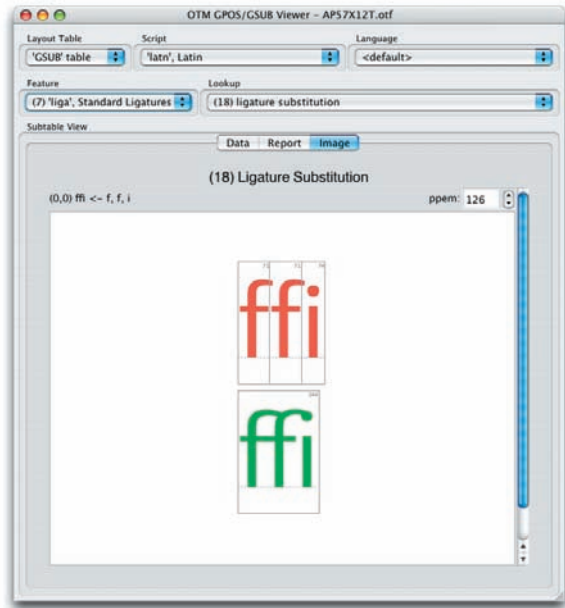 OTM GPOS/GSUB Viewer – AP57X12T.otf
Layout Table Script Language
'GSUB' table 'latn', Latin <default>
Feature Lookup
(7) 'liga', Standard Ligatures (18) ligature substitution
Subtable View
Data Report Image
(18) Ligature Substitution
(0,0) ffi <- f, f, i ppem: 126
ffi
ffi